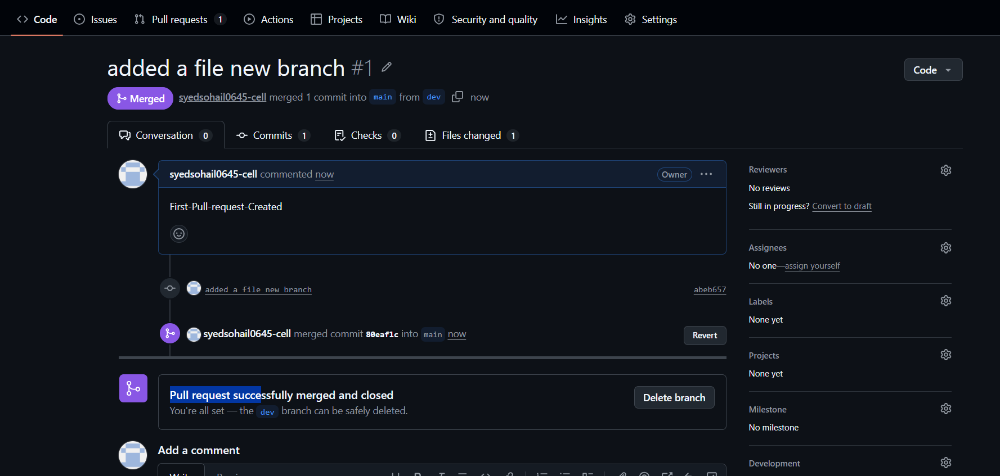 Code Issues Pull requests 1 Actions Projects Wiki Security and quality Insights Settings
added a file new branch #1
Code
Merged syedsohail0645-cell merged 1 commit into main from dev now
Conversation 0 Commits 1 Checks 0 Files changed 1
syedsohail0645-cell commented now
Owner
First-Pull-request-Created
added a file new branch
abeb657
syedsohail0645-cell merged commit 80eaf1c into main now
Revert
Pull request successfully merged and closed
You're all set — the dev branch can be safely deleted.
Delete branch
Add a comment
Reviewers
No reviews
Still in progress? Convert to draft
Assignees
No one—assign yourself
Labels
None yet
Projects
None yet
Milestone
No milestone
Development